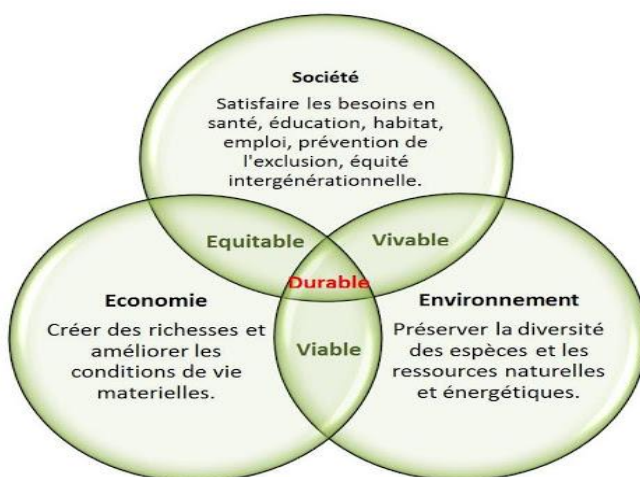 Société
Satisfaire les besoins en
santé, éducation, habitat,
emploi, prévention de
l'exclusion, équité
intergénérationnelle.
Equitable
Vivable
Durable
Economie
Créer des richesses et
améliorer les
conditions de vie
materielles.
Viable
Environnement
Préserver la diversité
des espèces et les
ressources naturelles
et énergétiques.